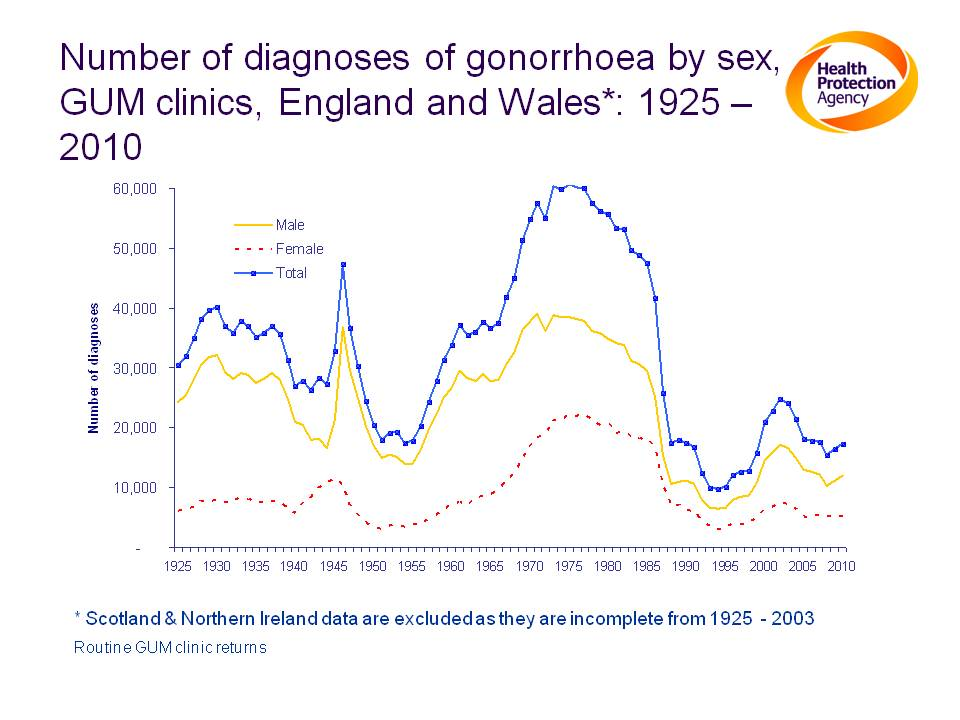 Number of diagnoses of gonorrhoea by sex,
GUM clinics, England and Wales*: 1925 –
2010
Health
Protection
Agency
60,000
50,000
40,000
30,000
20,000
10,000
-
Number of diagnoses
Male
Female
Total
1925 1930 1935 1940 1945 1950 1955 1960 1965 1970 1975 1980 1985 1990 1995 2000 2005 2010
* Scotland & Northern Ireland data are excluded as they are incomplete from 1925 - 2003
Routine GUM clinic returns